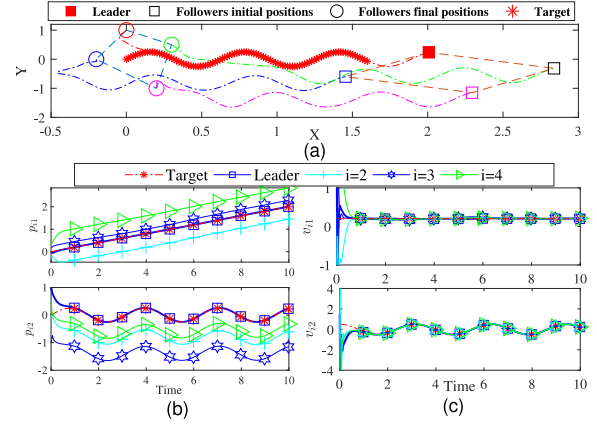 Leader Followers initial positions Followers final positions Target
1
0
-1
-2
Y
-0.5 0 0.5 1 1.5 2 2.5 3
X
(a)
Target Leader i=2 i=3 i=4
2
1
0
p_{i1}
0 2 4 6 8 10
1
0
-1
v_{i1}
0 2 4 6 8 10
1
0
-1
-2
p_{i2}
0 2 4 6 8 10
Time
(b)
4
2
0
-2
-4
v_{i2}
0 2 4 6 8 10
Time
(c)